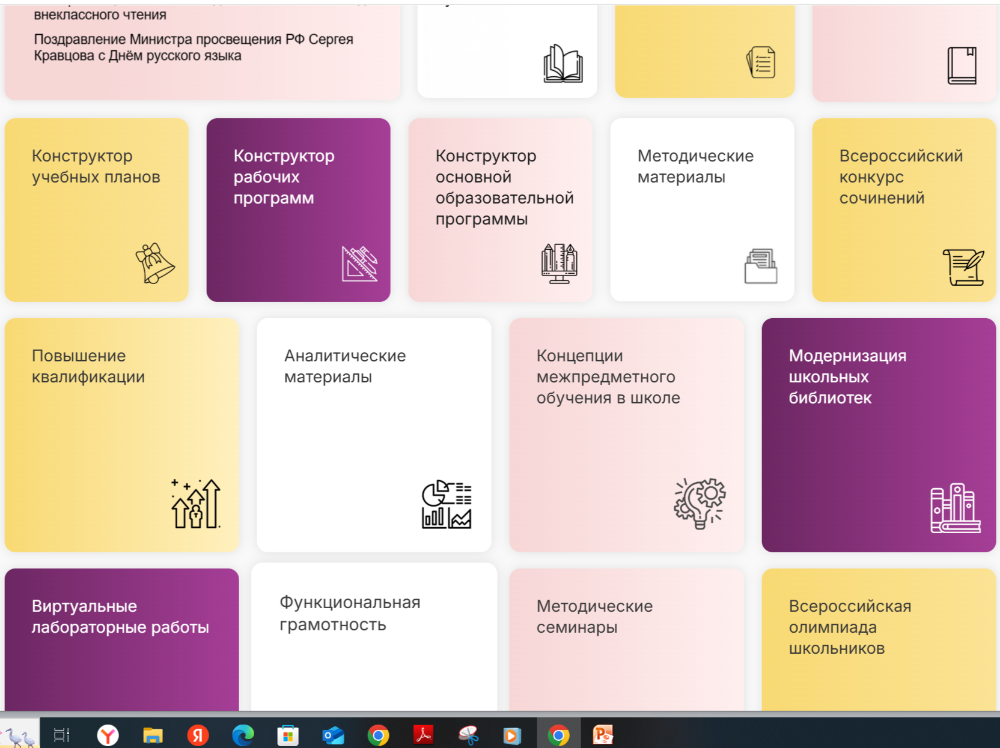 внеклассного чтения
Поздравление Министра просвещения РФ Сергея
Кравцова с Днём русского языка
Конструктор
учебных планов
Конструктор
рабочих
программ
Конструктор
основной
образовательной
программы
Методические
материалы
Всероссийский
конкурс
сочинений
Повышение
квалификации
Аналитические
материалы
Концепции
межпредметного
обучения в школе
Модернизация
школьных
библиотек
Виртуальные
лабораторные работы
Функциональная
грамотность
Методические
семинары
Всероссийская
олимпиада
школьников